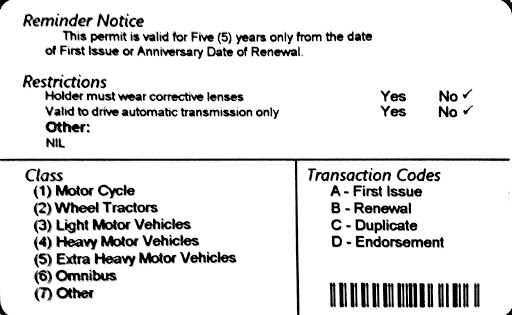 Reminder Notice
This permit is valid for Five (5) years only from the date
of First Issue or Anniversary Date of Renewal.
Restrictions
Holder must wear corrective lenses Yes No ✓
Valid to drive automatic transmission only Yes No ✓
Other:
NIL
Class
(1) Motor Cycle
(2) Wheel Tractors
(3) Light Motor Vehicles
(4) Heavy Motor Vehicles
(5) Extra Heavy Motor Vehicles
(6) Omnibus
(7) Other
Transaction Codes
A - First Issue
B - Renewal
C - Duplicate
D - Endorsement